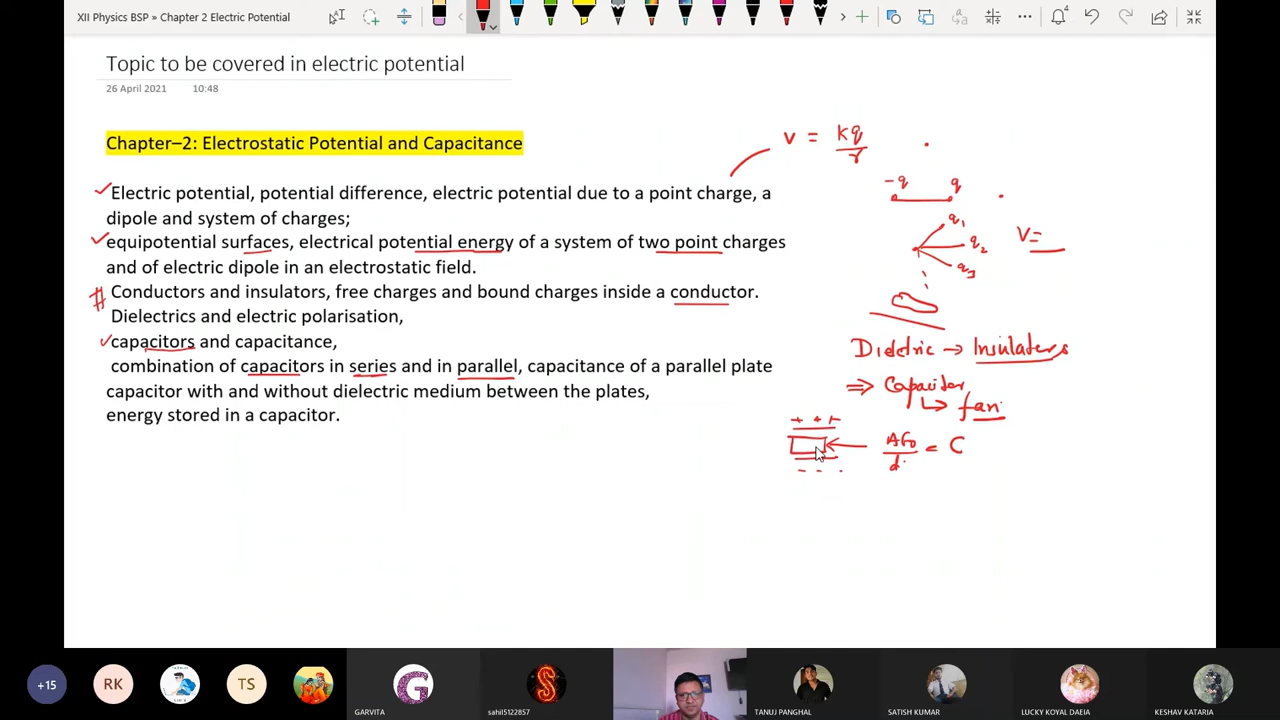 XII Physics BSP » Chapter 2 Electric Potential
Topic to be covered in electric potential
26 April 2021 10:48
Chapter–2: Electrostatic Potential and Capacitance
Electric potential, potential difference, electric potential due to a point charge, a
dipole and system of charges;
equipotential surfaces, electrical potential energy of a system of two point charges
and of electric dipole in an electrostatic field.
Conductors and insulators, free charges and bound charges inside a conductor.
Dielectrics and electric polarisation,
capacitors and capacitance,
combination of capacitors in series and in parallel, capacitance of a parallel plate
capacitor with and without dielectric medium between the plates,
energy stored in a capacitor.
V = Kq/r
-q q
q1
q2
q3
V=
Dieletric → Insulaters
⇒ Capacitor
↳ fan
+ + +
Aε0/d = C
- - -
+15
RK
TS
GARVITA
G
S
sahil5122857
TANUJ PANGHAL
SATISH KUMAR
LUCKY KOYAL DAEIA
KESHAV KATARIA